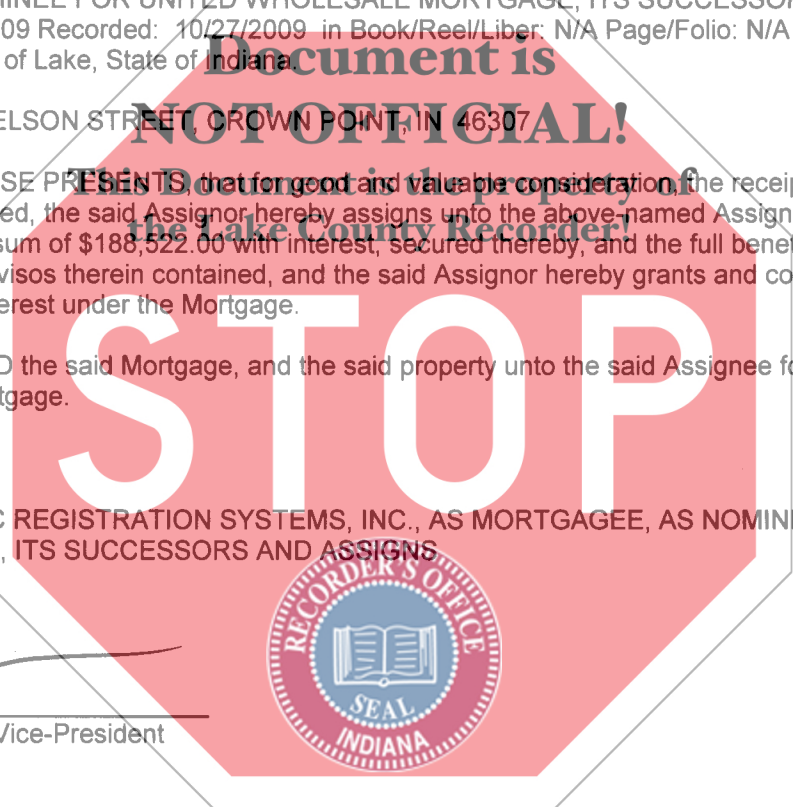 MINEE FOR UNITED WHOLESALE MORTGAGE, ITS SUCCESSOR
09 Recorded: 10/27/2009 in Book/Reel/Liber: N/A Page/Folio: N/A
of Lake, State of Indiana.
Document is
NOT OFFICIAL!
ELSON STREET, CROWN POINT, IN 46307
This Document is the property of
the Lake County Recorder!
SE PRESENTS, that for good and valuable consideration, the receip
ed, the said Assignor hereby assigns unto the above-named Assign
sum of $188,522.00 with interest, secured thereby, and the full benef
visos therein contained, and the said Assignor hereby grants and co
erest under the Mortgage.
STOP
D the said Mortgage, and the said property unto the said Assignee fo
tgage.
C REGISTRATION SYSTEMS, INC., AS MORTGAGEE, AS NOMIN
, ITS SUCCESSORS AND ASSIGNS
RECORDER'S OFFICE
SEAL
INDIANA
Vice-President